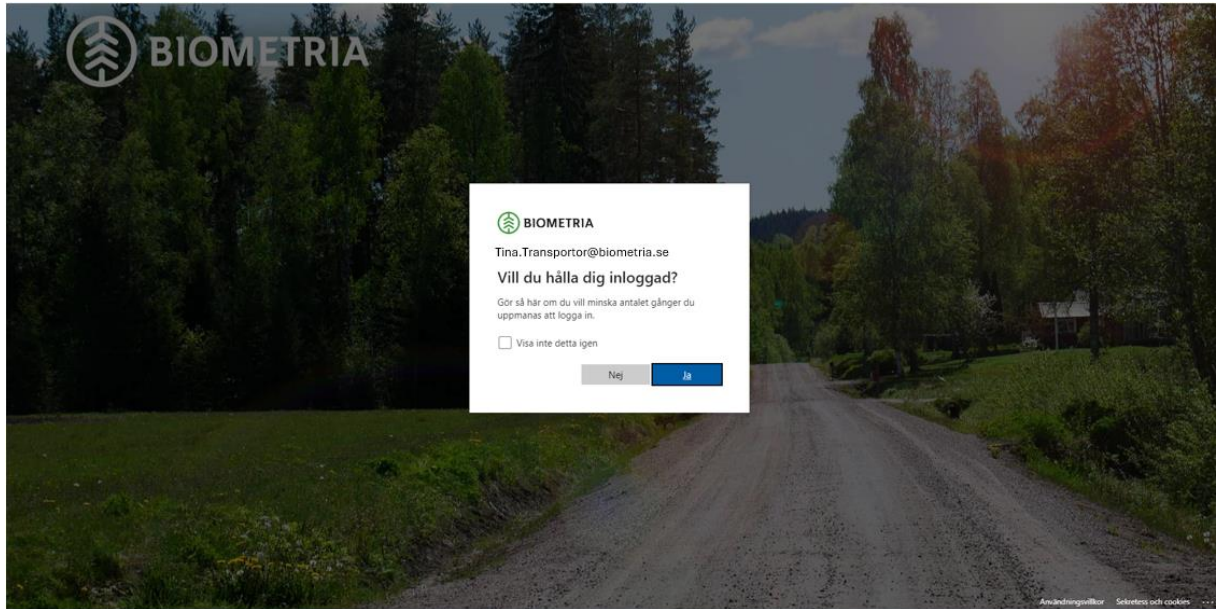 BIOMETRIA
BIOMETRIA
Tina.Transportor@biometria.se
Vill du hålla dig inloggad?
Gör så här om du vill minska antalet gånger du
uppmanas att logga in.
Visa inte detta igen
Nej Ja
Användningsvillkor Sekretess och cookies ...